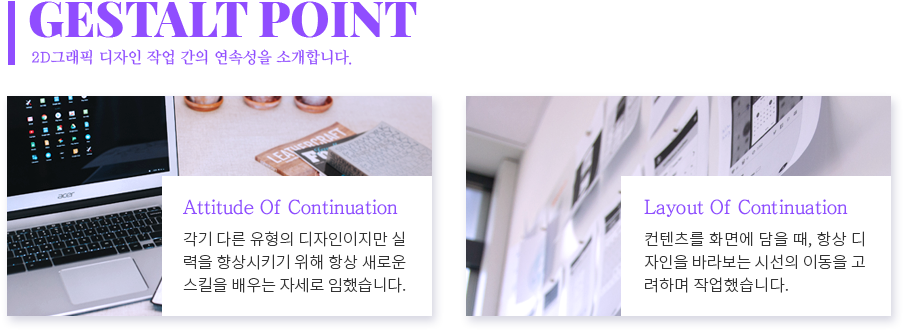 GESTALT POINT
2D그래픽 디자인 작업 간의 연속성을 소개합니다.
acer
LEATHERCRAFT
Attitude Of Continuation
각기 다른 유형의 디자인이지만 실
력을 향상시키기 위해 항상 새로운
스킬을 배우는 자세로 임했습니다.
Layout Of Continuation
컨텐츠를 화면에 담을 때, 항상 디
자인을 바라보는 시선의 이동을 고
려하며 작업했습니다.